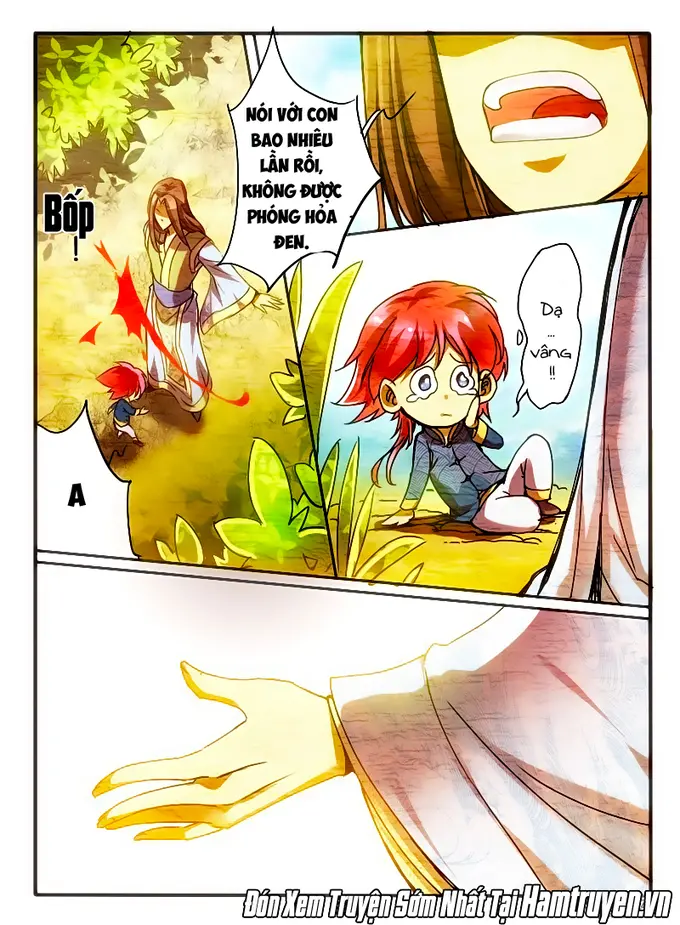 NÓI VỚI CON
BAO NHIÊU
LẦN RỒI,
KHÔNG ĐƯỢC
PHÓNG HỎA
ĐEN.
Bốp
!
A
Dạ
...
vâng
!!
Đón Xem Truyện Sớm Nhất Tại Hamtruyen.vn